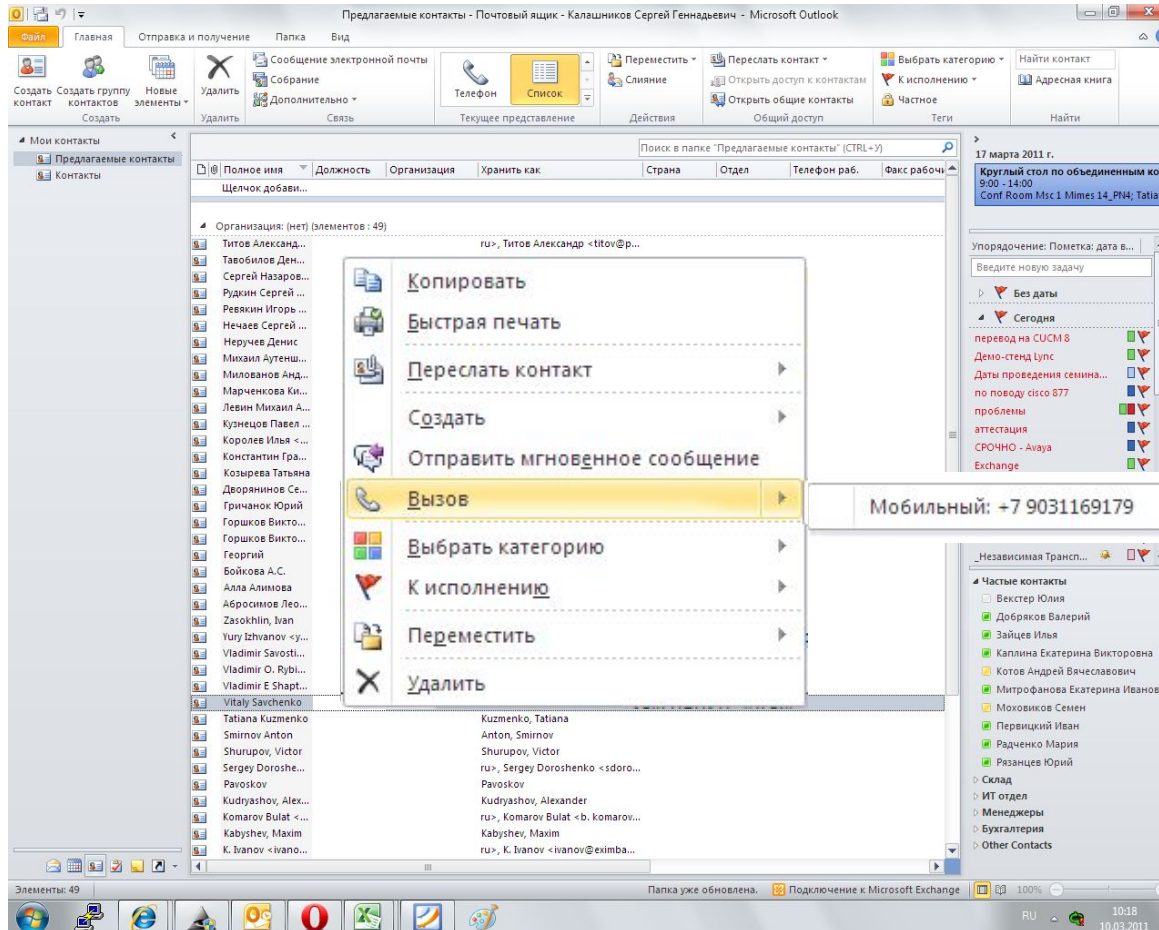 Предлагаемые контакты - Почтовый ящик - Калашников Сергей Геннадьевич - Microsoft Outlook
Файл Главная Отправка и получение Папка Вид
Создать контакт
Создать группу контактов
Новые элементы
Создать
Удалить
Удалить
Сообщение электронной почты
Собрание
Дополнительно
Связь
Телефон
Список
Текущее представление
Переместить
Слияние
Действия
Переслать контакт
Открыть доступ к контактам
Открыть общие контакты
Общий доступ
Выбрать категорию
К исполнению
Частное
Теги
Найти контакт
Адресная книга
Найти
Мои контакты
Предлагаемые контакты
Контакты
Поиск в папке "Предлагаемые контакты" (CTRL+У)
Полное имя Должность Организация Хранить как Страна Отдел Телефон раб. Факс рабочи
Щелчок добави...
Организация: (нет) (элементов : 49)
Титов Александ... ru>, Титов Александр <titov@p...
Тавобилов Ден...
Сергей Назаров...
Рудкин Сергей ...
Ревякин Игорь ...
Нечаев Сергей ...
Неручев Денис
Михаил Аутенш...
Милованов Анд...
Марченкова Ки...
Левин Михаил А...
Кузнецов Павел ...
Королев Илья <...
Константин Гра...
Козырева Татьяна
Дворянинов Се...
Гричанок Юрий
Горшков Викто...
Горшков Викто...
Георгий
Бойкова А.С.
Алла Алимова
Абросимов Лео...
Zasokhlin, Ivan
Yury Izhvanov <y...
Vladimir Savosti...
Vladimir O. Rybi...
Vladimir E Shapt...
Vitaly Savchenko
Tatiana Kuzmenko Kuzmenko, Tatiana
Smirnov Anton Anton, Smirnov
Shurupov, Victor Shurupov, Victor
Sergey Doroshe... ru>, Sergey Doroshenko <sdoro...
Pavoskov Pavoskov
Kudryashov, Alex... Kudryashov, Alexander
Komarov Bulat <... ru>, Komarov Bulat <b. komarov...
Kabyshev, Maxim Kabyshev, Maxim
K. Ivanov <ivano... ru>, K. Ivanov <ivanov@eximba...
Копировать
Быстрая печать
Переслать контакт
Создать
Отправить мгновенное сообщение
Вызов
Мобильный: +7 9031169179
Выбрать категорию
К исполнению
Переместить
Удалить
17 марта 2011 г.
Круглый стол по объединенным ко
9:00 - 14:00
Conf Room Msc 1 Mimes 14_PN4; Tatia
Упорядочение: Пометка: дата в...
Введите новую задачу
Без даты
Сегодня
перевод на CUCM 8
Демо-стенд Lync
Даты проведения семина...
по поводу cisco 877
проблемы
аттестация
СРОЧНО - Avaya
Exchange
_Независимая Трансп...
Частые контакты
Векстер Юлия
Добряков Валерий
Зайцев Илья
Каплина Екатерина Викторовна
Котов Андрей Вячеславович
Митрофанова Екатерина Иванов
Моховиков Семен
Первицкий Иван
Радченко Мария
Рязанцев Юрий
Склад
ИТ отдел
Менеджеры
Бухгалтерия
Other Contacts
Элементы: 49
Папка уже обновлена. Подключение к Microsoft Exchange 100%
RU 10:18
10.03.2011